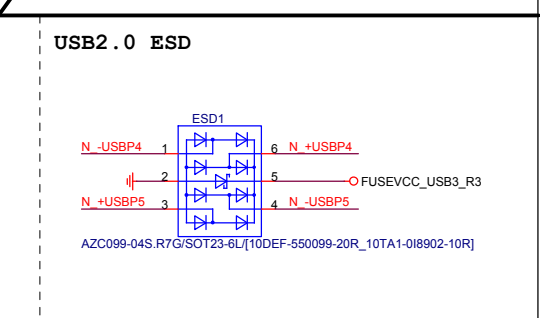 USB2.0 ESD
ESD1
N_-USBP4 1 6 N_+USBP4
2 5 FUSEVCC_USB3_R3
N_+USBP5 3 4 N_-USBP5
AZC099-04S.R7G/SOT23-6L/[10DEF-550099-20R_10TA1-0I8902-10R]